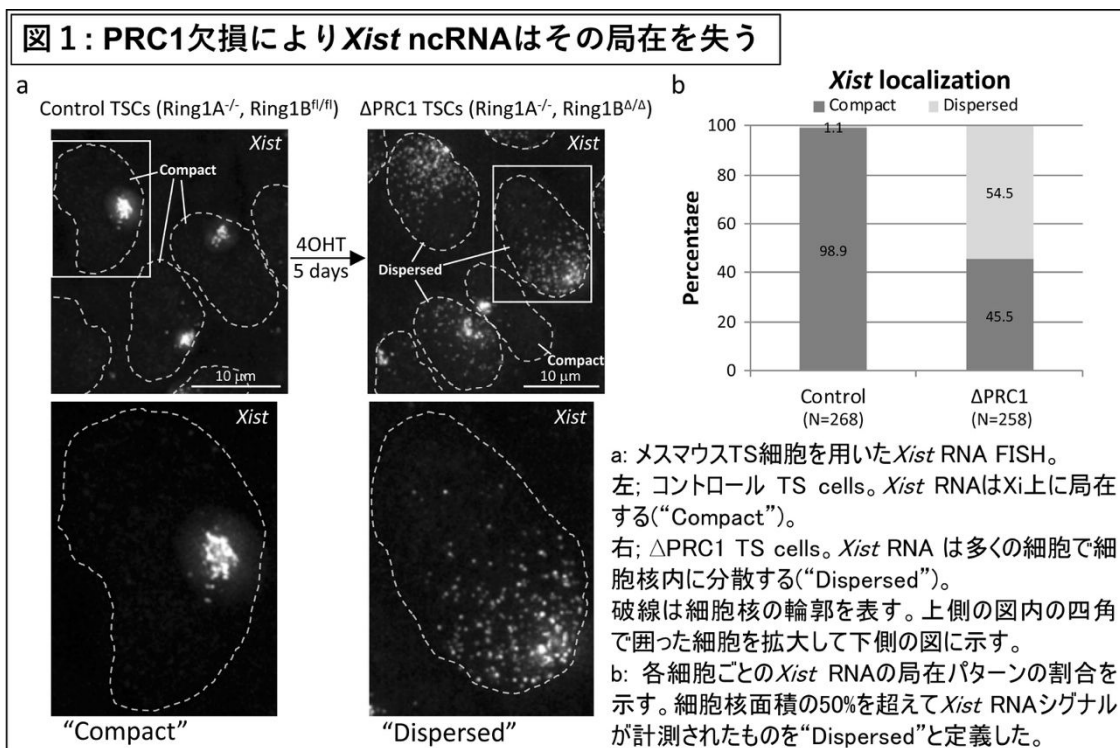 図1: PRC1欠損によりXist ncRNAはその局在を失う
a
Control TSCs (Ring1A-/-, Ring1Bfl/fl)
ΔPRC1 TSCs (Ring1A-/-, Ring1BΔ/Δ)
Xist
Compact
10 μm
4OHT
5 days
Xist
Dispersed
Compact
10 μm
Xist
"Compact"
Xist
"Dispersed"
b
Xist localization
Compact
Dispersed
Percentage
100
80
60
40
20
0
1.1
98.9
54.5
45.5
Control
(N=268)
ΔPRC1
(N=258)
a: メスマウスTS細胞を用いたXist RNA FISH。
左; コントロール TS cells。Xist RNAはXi上に局在
する("Compact")。
右; △PRC1 TS cells。Xist RNA は多くの細胞で細
胞核内に分散する("Dispersed")。
破線は細胞核の輪郭を表す。上側の図内の四角
で囲った細胞を拡大して下側の図に示す。
b: 各細胞ごとのXist RNAの局在パターンの割合を
示す。細胞核面積の50%を超えてXist RNAシグナル
が計測されたものを"Dispersed"と定義した。